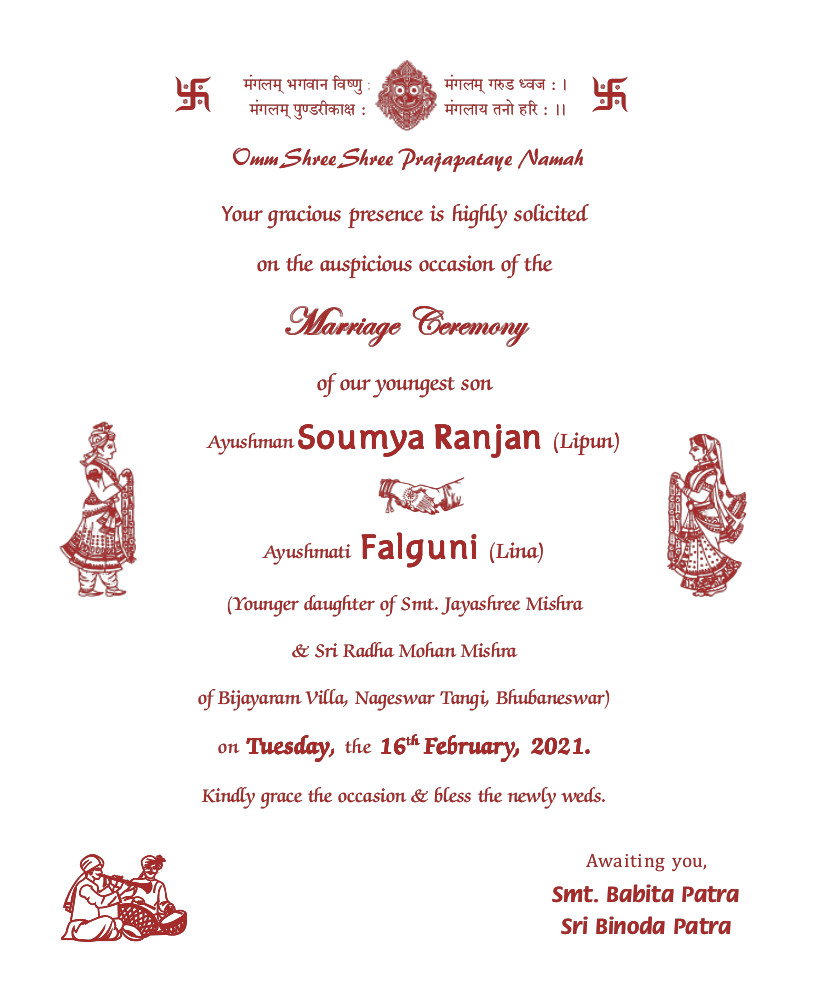 मंगलम् भगवान विष्णु : मंगलम् गरुड ध्वज : ।
मंगलम् पुण्डरीकाक्ष : मंगलाय तनो हरि : ।।
Omm Shree Shree Prajapataye Namah
Your gracious presence is highly solicited
on the auspicious occasion of the
Marriage Ceremony
of our youngest son
Ayushman Soumya Ranjan (Lipun)
Ayushmati Falguni (Lina)
(Younger daughter of Smt. Jayashree Mishra
& Sri Radha Mohan Mishra
of Bijayaram Villa, Nageswar Tangi, Bhubaneswar)
on Tuesday, the 16th February, 2021.
Kindly grace the occasion & bless the newly weds.
Awaiting you,
Smt. Babita Patra
Sri Binoda Patra